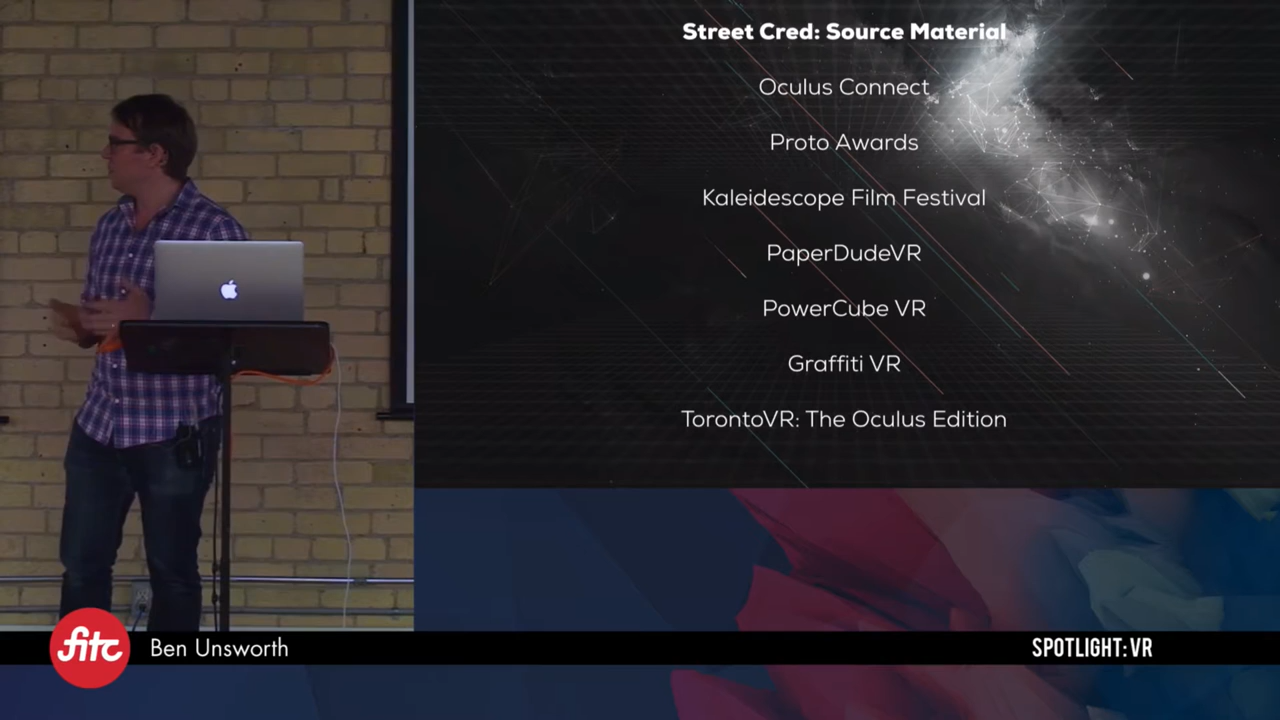 Street Cred: Source Material
Oculus Connect
Proto Awards
Kaleidescope Film Festival
PaperDudeVR
PowerCube VR
Graffiti VR
TorontoVR: The Oculus Edition
fitc
Ben Unsworth
SPOTLIGHT: VR